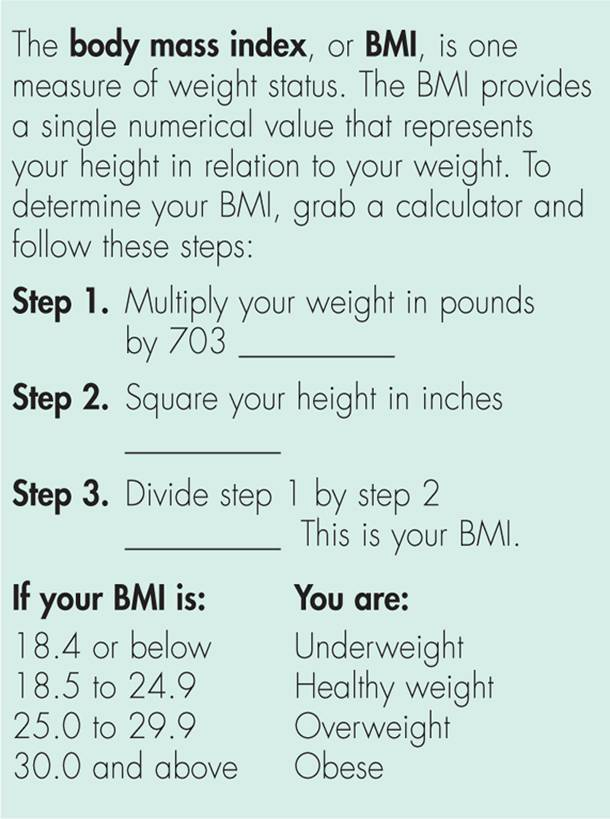 The body mass index, or BMI, is one
measure of weight status. The BMI provides
a single numerical value that represents
your height in relation to your weight. To
determine your BMI, grab a calculator and
follow these steps:
Step 1. Multiply your weight in pounds
by 703 __________
Step 2. Square your height in inches
__________
Step 3. Divide step 1 by step 2
__________ This is your BMI.
If your BMI is: You are:
18.4 or below Underweight
18.5 to 24.9 Healthy weight
25.0 to 29.9 Overweight
30.0 and above Obese